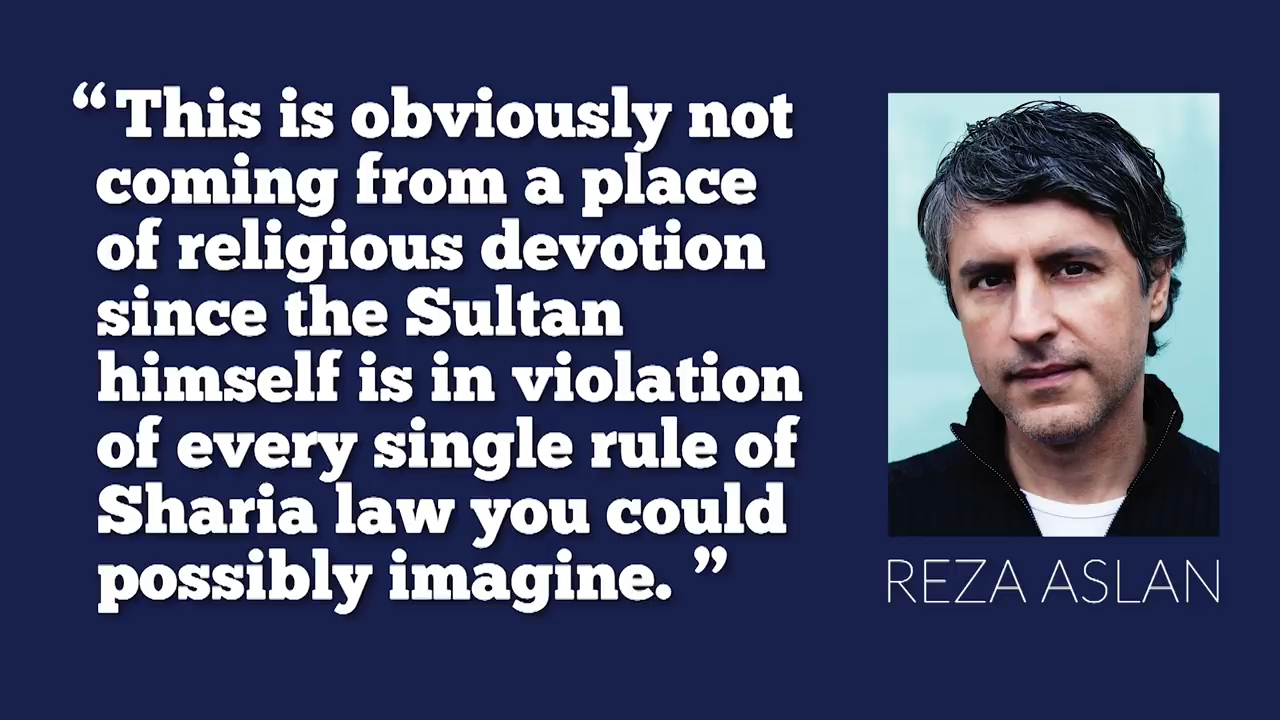 “This is obviously not
coming from a place
of religious devotion
since the Sultan
himself is in violation
of every single rule of
Sharia law you could
possibly imagine. ”
REZA ASLAN